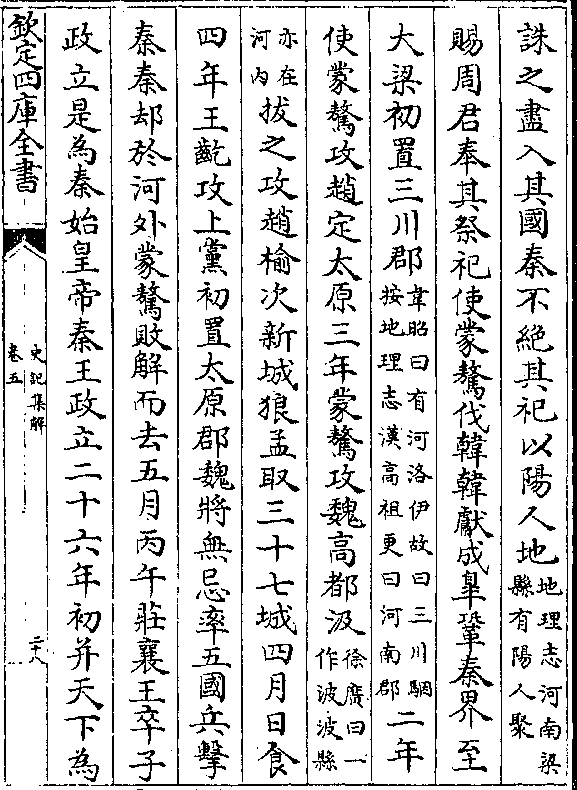 誅之盡入其國秦不絕其祀以陽人地地理志河南梁縣有陽人聚
賜周君奉其祭祀使蒙驁伐韓韓獻成臯鞏秦界至
大梁初置三川郡韋昭曰有河洛伊故曰三川駰按地理志漢高祖更曰河南郡二年
使蒙驁攻趙定太原三年蒙驁攻魏高都汲徐廣曰一作波波縣
亦在河内拔之攻趙榆次新城狼孟取三十七城四月日食
四年王齕攻上黨初置太原郡魏將無忌率五國兵擊
秦秦却於河外蒙驁敗解而去五月丙午莊襄王卒子
政立是為秦始皇帝秦王政立二十六年初并天下為
欽定四庫全書
史記集解
卷五
二十八